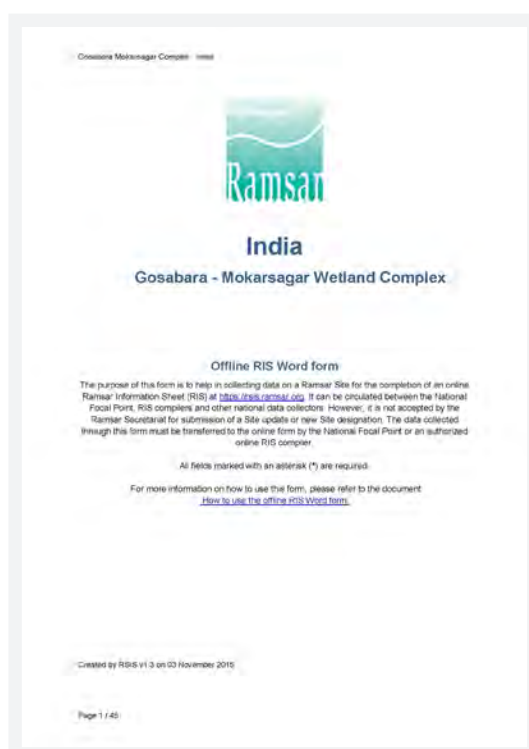 Gosabara Mokarsagar Complex India
Ramsar
India
Gosabara - Mokarsagar Wetland Complex
Offline RIS Word form
The purpose of this form is to help in collecting data on a Ramsar Site for the completion of an online
Ramsar Information Sheet (RIS) at https://rsis.ramsar.org. It can be circulated between the National
Focal Point, RIS compilers and other national data collectors. However, it is not accepted by the
Ramsar Secretariat for submission of a Site update or new Site designation. The data collected
through this form must be transferred to the online form by the National Focal Point or an authorized
online RIS compiler.
All fields marked with an asterisk (*) are required.
For more information on how to use this form, please refer to the document
How to use the offline RIS Word form.
Created by RSIS v1.3 on 03 November 2015
Page 1 / 45